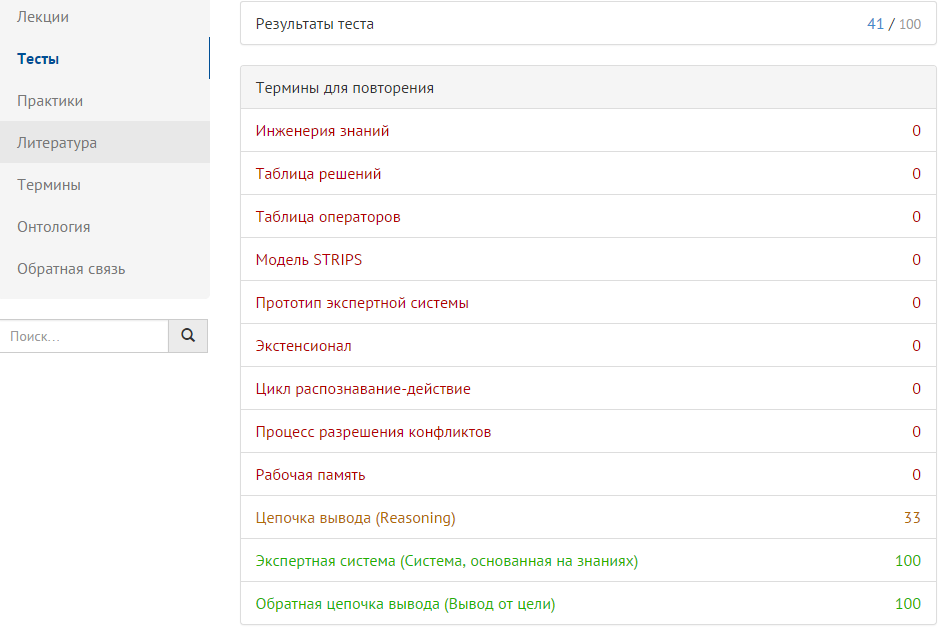 Лекции
Тесты
Практики
Литература
Термины
Онтология
Обратная связь
Поиск...
Результаты теста 41 / 100
Термины для повторения
Инженерия знаний 0
Таблица решений 0
Таблица операторов 0
Модель STRIPS 0
Прототип экспертной системы 0
Экстенсионал 0
Цикл распознавание-действие 0
Процесс разрешения конфликтов 0
Рабочая память 0
Цепочка вывода (Reasoning) 33
Экспертная система (Система, основанная на знаниях) 100
Обратная цепочка вывода (Вывод от цели) 100